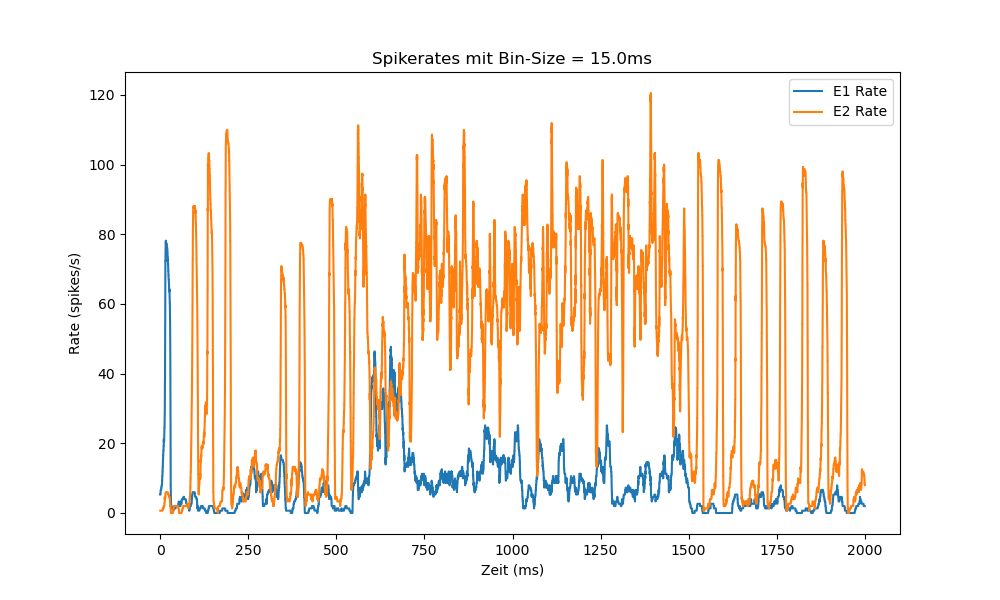 Spikerates mit Bin-Size = 15.0ms
E1 Rate
E2 Rate
Rate (spikes/s)
120
100
80
60
40
20
0
0 250 500 750 1000 1250 1500 1750 2000
Zeit (ms)